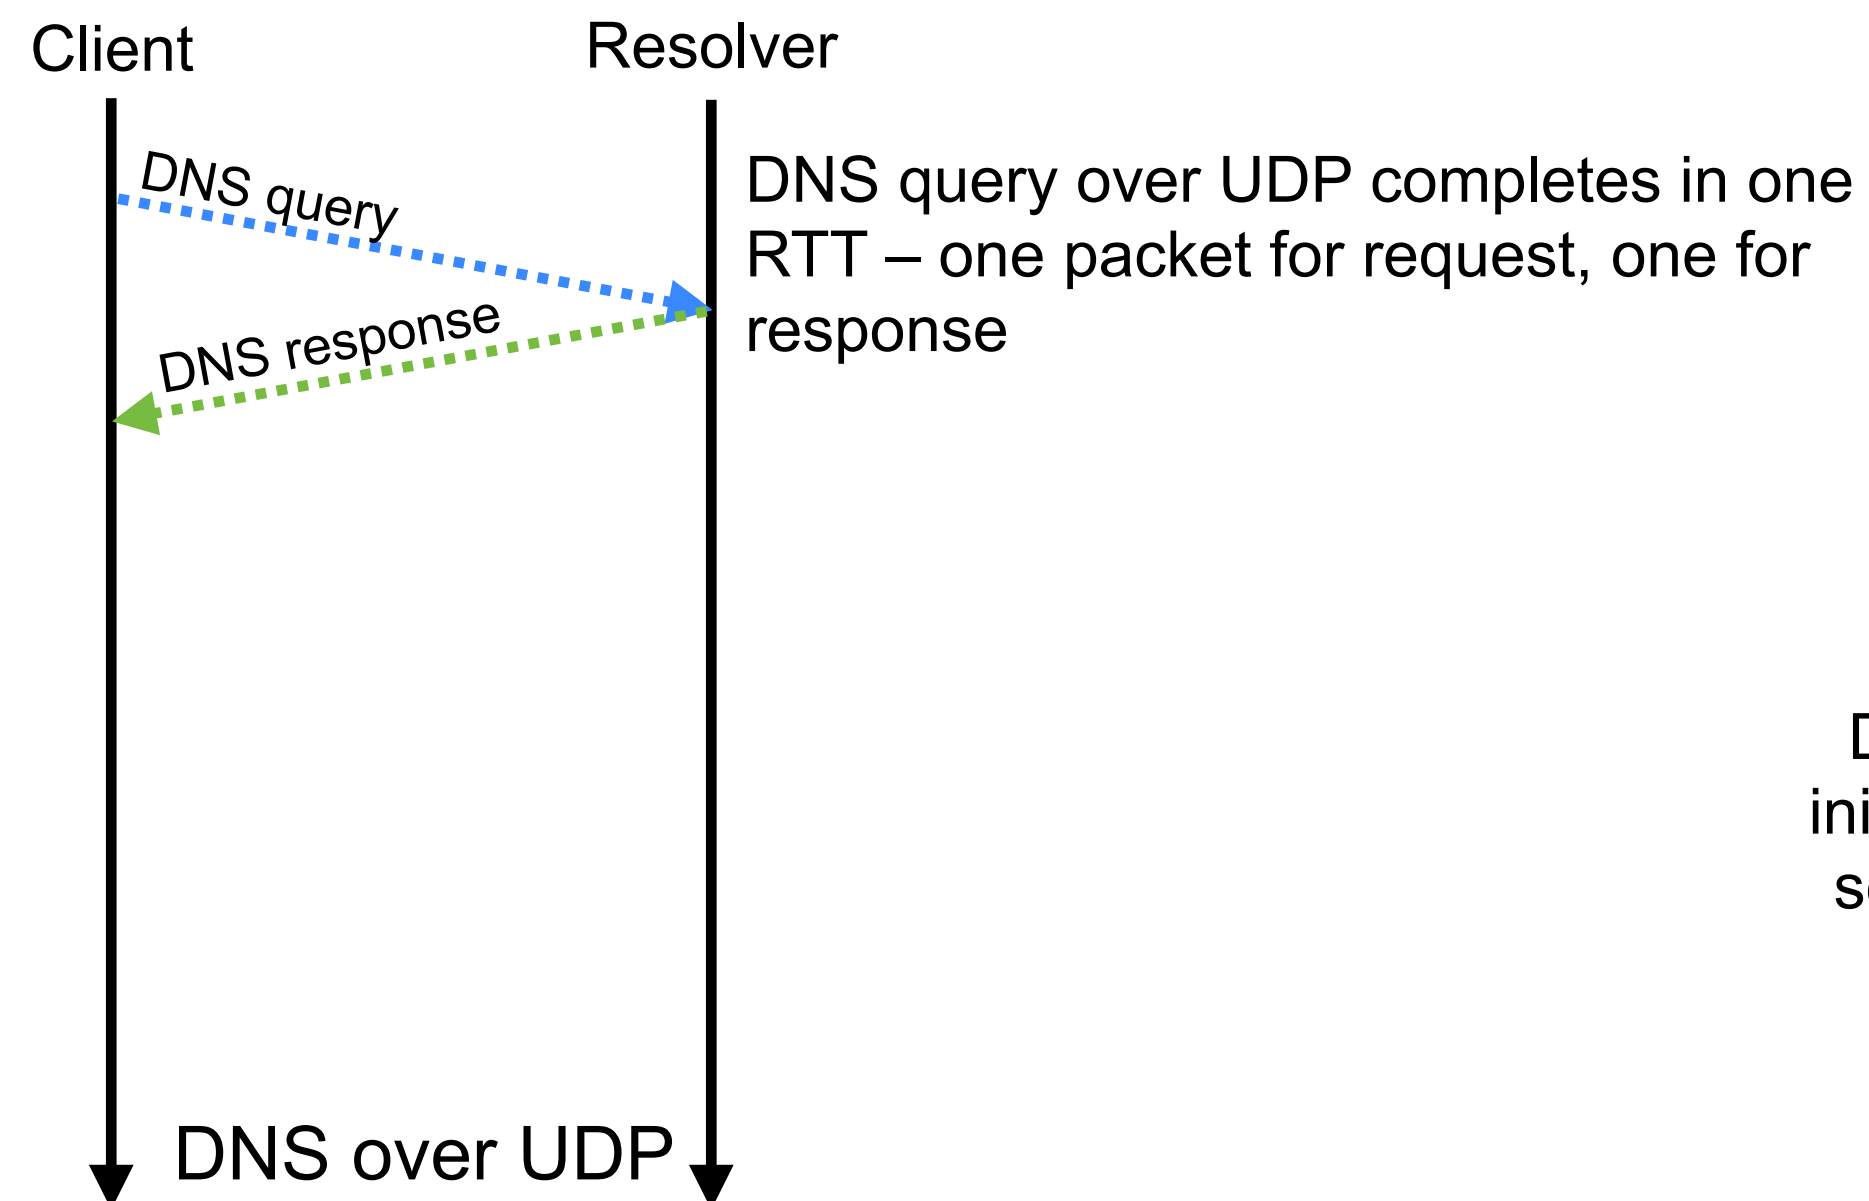 Client
Resolver
DNS query
DNS response
DNS query over UDP completes in one
RTT – one packet for request, one for
response
DNS over UDP